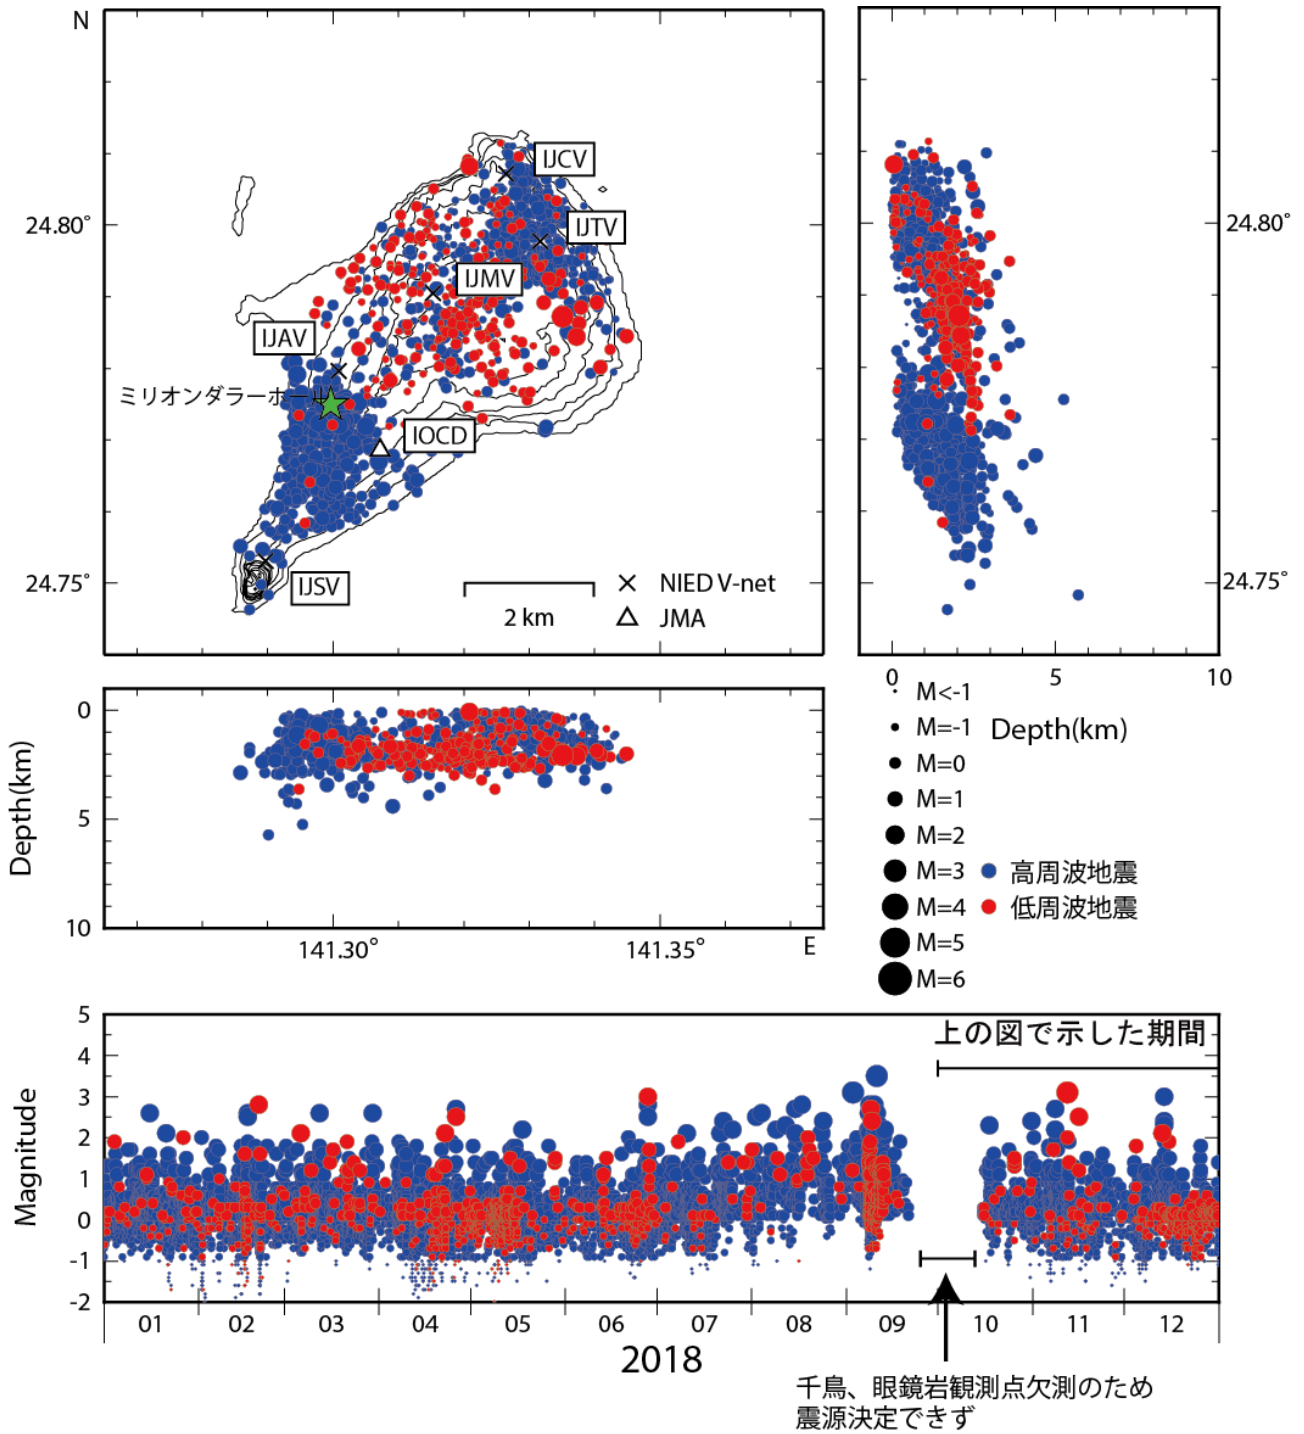 N
IJCV
24.80°
24.80°
IJTV
IJMV
IJAV
ミリオンダラーホール
IOCD
24.75°
24.75°
IJSV
2 km
NIED V-net
JMA
0
5
10
Depth(km)
M<-1
M=-1
M=0
M=1
M=2
M=3
M=4
M=5
M=6
高周波地震
低周波地震
0
5
10
Depth(km)
141.30°
141.35°
E
5
4
3
2
1
0
-1
-2
Magnitude
上の図で示した期間
01
02
03
04
05
06
07
08
09
10
11
12
2018
千鳥、眼鏡岩観測点欠測のため
震源決定できず